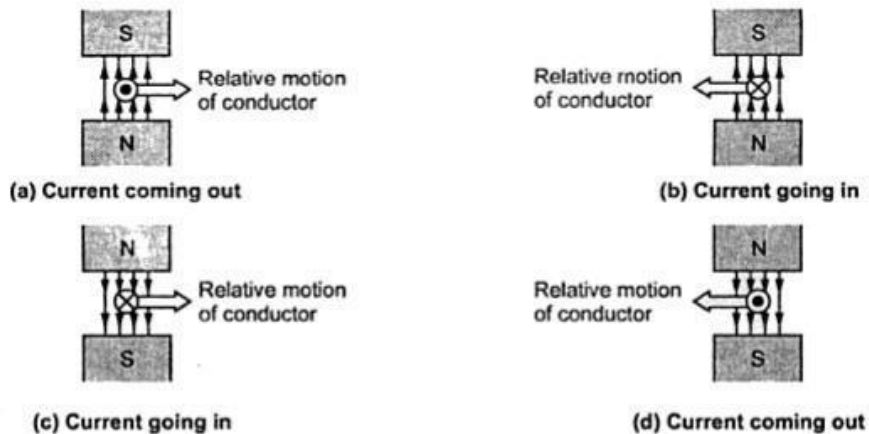 S
Relative motion
of conductor
N
(a) Current coming out
S
Relative motion
of conductor
N
(b) Current going in
N
Relative motion
of conductor
S
(c) Current going in
N
Relative motion
of conductor
S
(d) Current coming out